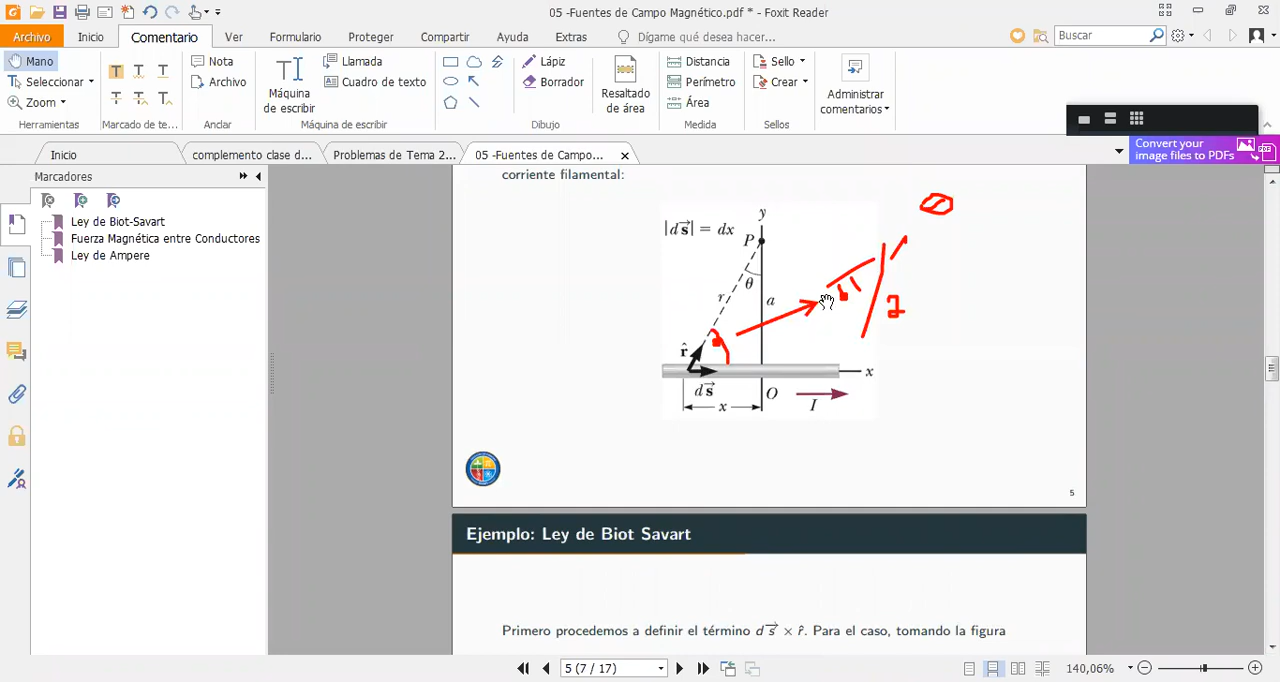 05 -Fuentes de Campo Magnético.pdf * - Foxit Reader
Archivo Inicio Comentario Ver Formulario Proteger Compartir Ayuda Extras Dígame qué desea hacer... Buscar
Mano
Seleccionar
Zoom
Herramientas
T T T
T T T
Marcado de te...
Nota
Archivo
Anclar
Máquina de escribir
Llamada
Cuadro de texto
Máquina de escribir
Lápiz
Borrador
Dibujo
Resaltado de área
Distancia
Perímetro
Área
Medida
Sello
Crear
Sellos
Administrar comentarios
Convert your
image files to PDFs
PDF
Inicio complemento clase d... Problemas de Tema 2... 05 -Fuentes de Campo...
Marcadores
Ley de Biot-Savart
Fuerza Magnética entre Conductores
Ley de Ampere
corriente filamental:
|ds⃗| = dx
y
P
θ
r
a
r̂
ds⃗
x
O
I
x
2
5
Ejemplo: Ley de Biot Savart
Primero procedemos a definir el término ds⃗ × r̂. Para el caso, tomando la figura
5 (7 / 17)
140,06%